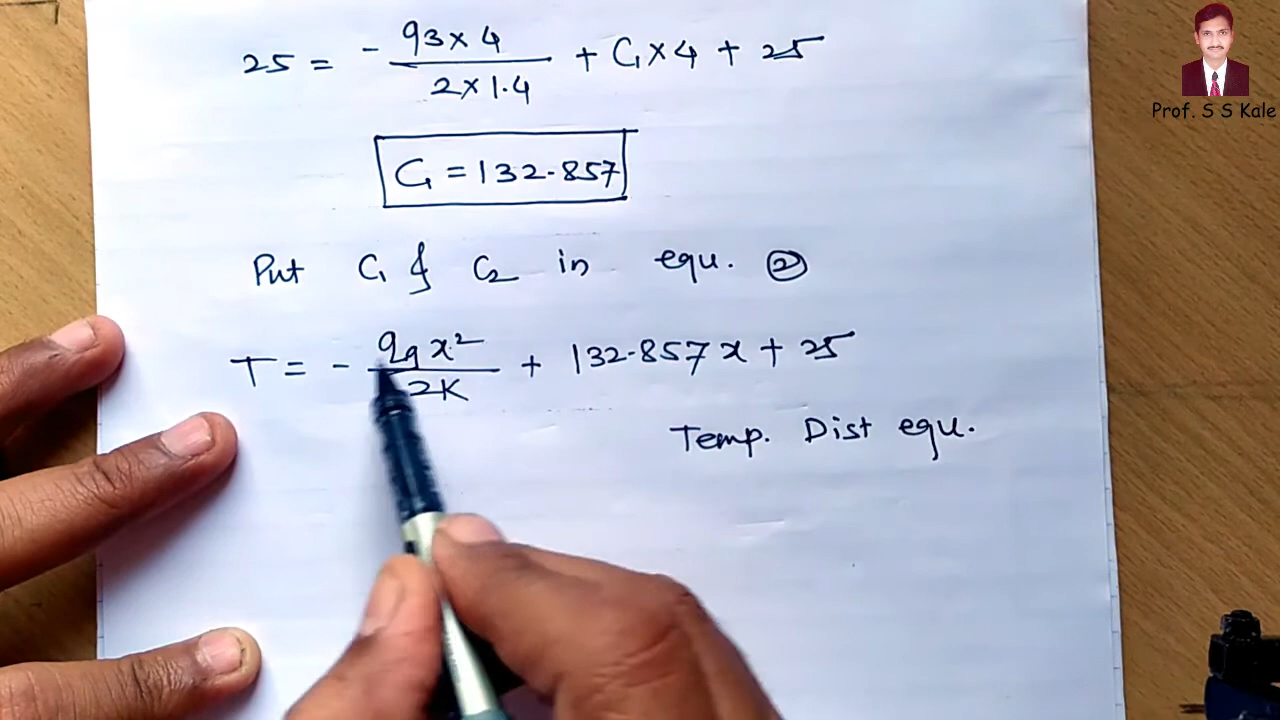 25 = - 93×4 / 2×1.4 + C₁×4 + 25
C₁ = 132.857
Put C₁ & C₂ in equ. ②
T = - qg x² / 2K + 132.857x + 25
Temp. Dist equ.
Prof. S S Kale